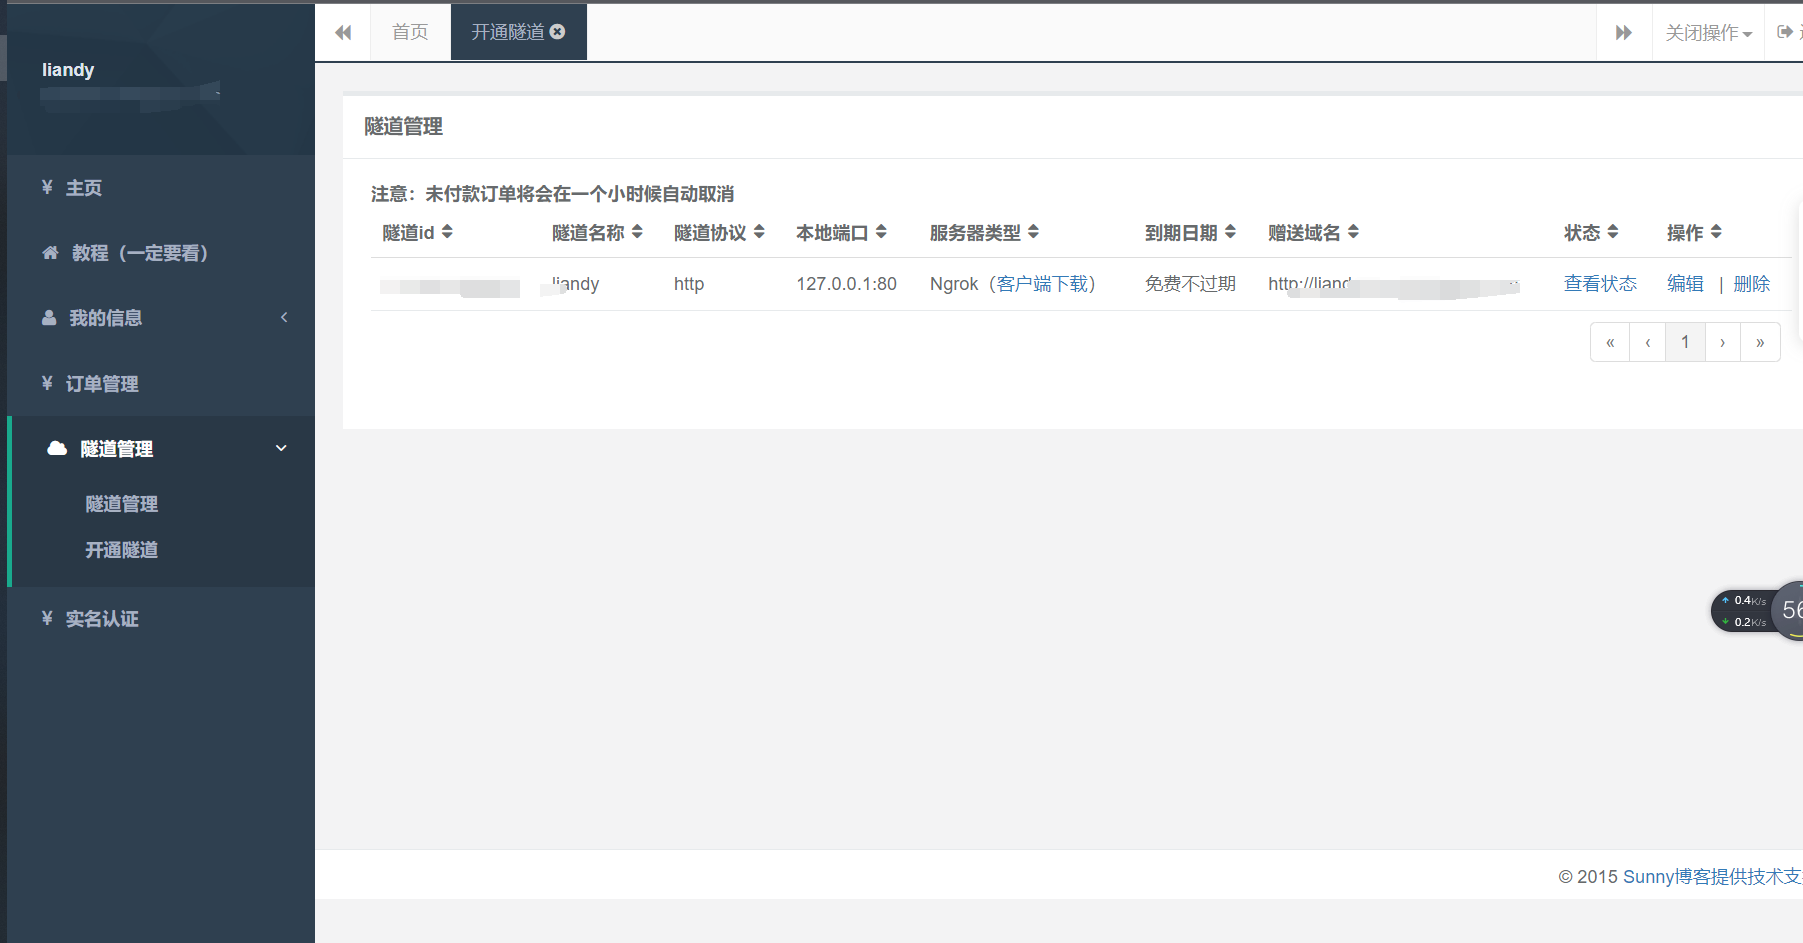 liandy
¥ 主页
教程（一定要看）
我的信息
¥ 订单管理
隧道管理
隧道管理
开通隧道
¥ 实名认证
首页 开通隧道 关闭操作
隧道管理
注意：未付款订单将会在一个小时候自动取消
隧道id 隧道名称 隧道协议 本地端口 服务器类型 到期日期 赠送域名 状态 操作
liandy http 127.0.0.1:80 Ngrok（客户端下载） 免费不过期 http://liand 查看状态 编辑 | 删除
« ‹ 1 › »
0.4K/s
56
0.2K/s
© 2015 Sunny博客提供技术支